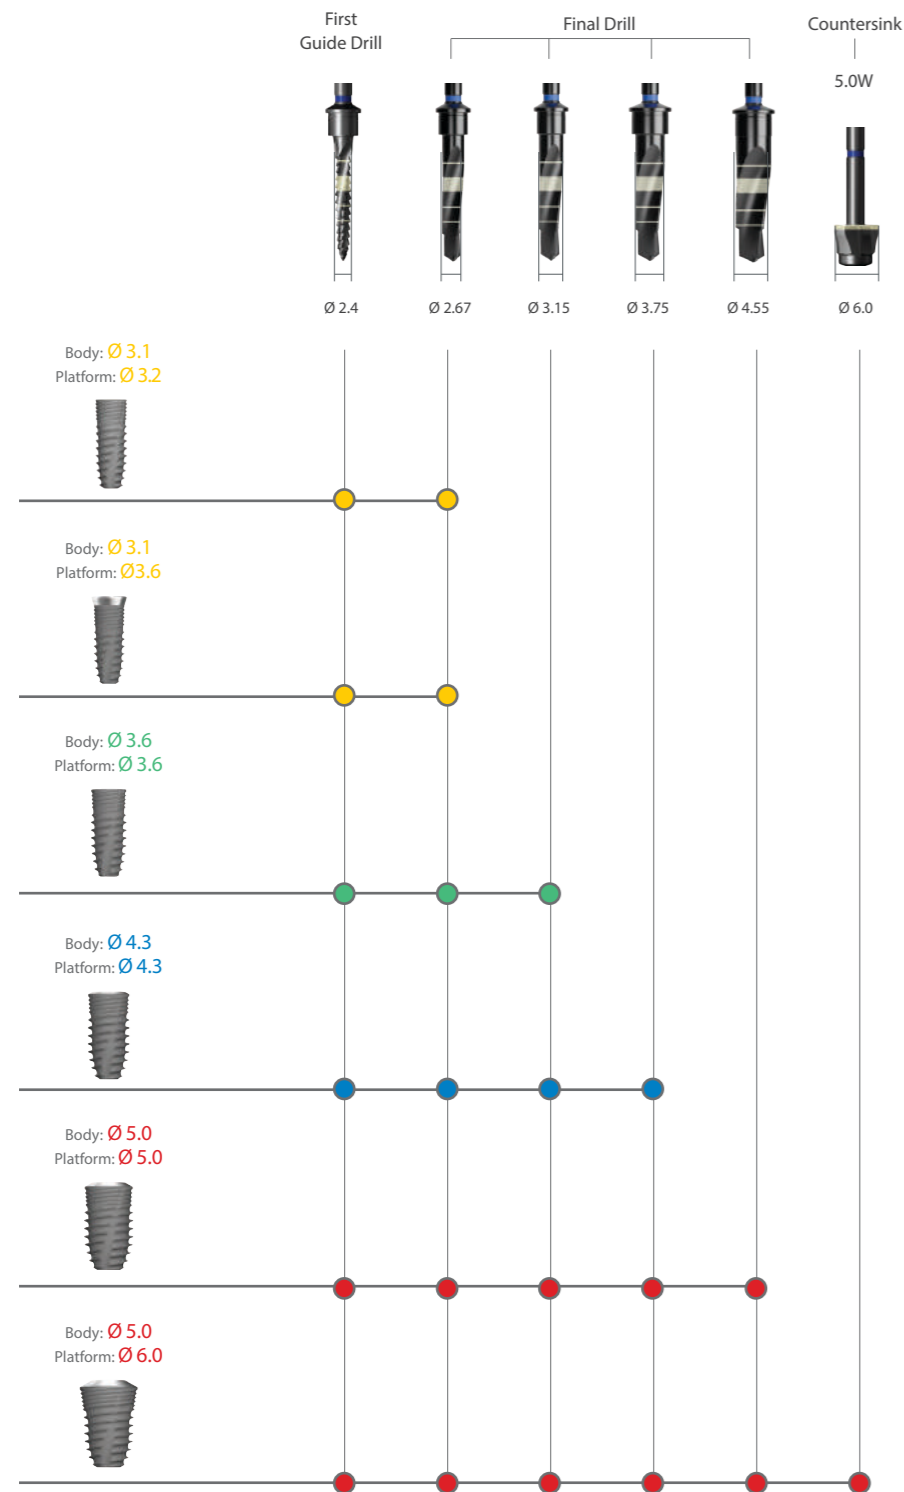 First
Guide Drill
Final Drill
Countersink
5.0W
Ø 2.4
Ø 2.67
Ø 3.15
Ø 3.75
Ø 4.55
Ø 6.0
Body: Ø 3.1
Platform: Ø 3.2
Body: Ø 3.1
Platform: Ø3.6
Body: Ø 3.6
Platform: Ø 3.6
Body: Ø 4.3
Platform: Ø 4.3
Body: Ø 5.0
Platform: Ø 5.0
Body: Ø 5.0
Platform: Ø 6.0